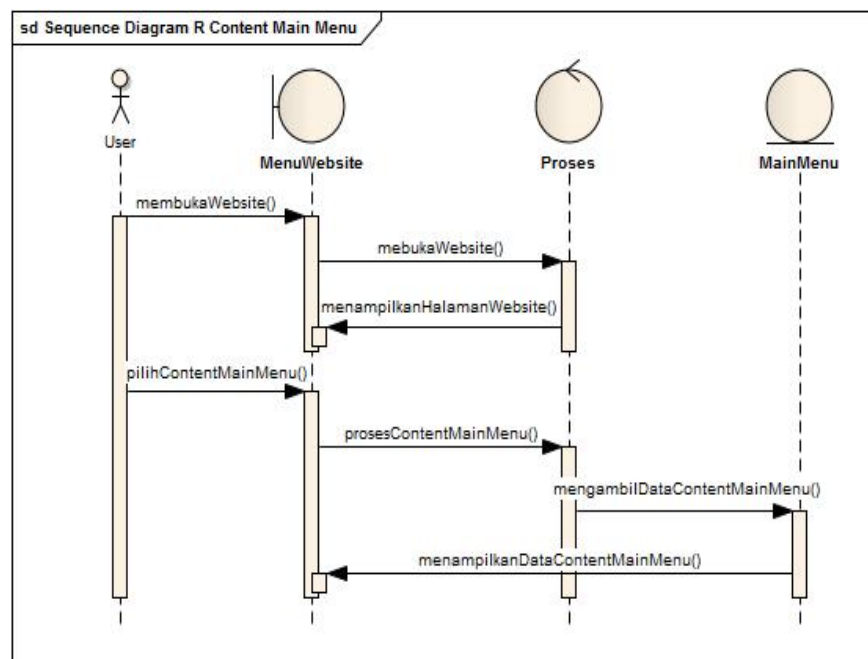 sd Sequence Diagram R Content Main Menu
User
MenuWebsite
Proses
MainMenu
membukaWebsite()
mebukaWebsite()
menampilkanHalamanWebsite()
pilihContentMainMenu()
prosesContentMainMenu()
mengambilDataContentMainMenu()
menampilkanDataContentMainMenu()